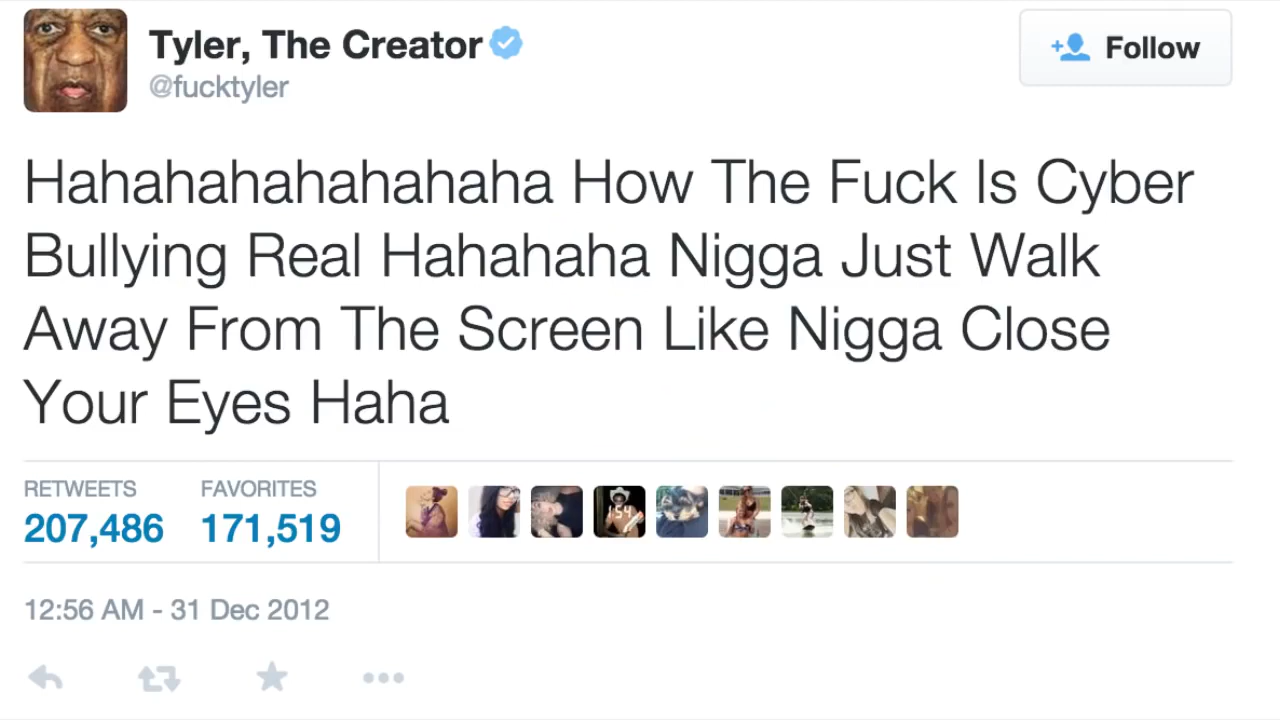 Tyler, The Creator
@fucktyler
Follow
Hahahahahahahaha How The Fuck Is Cyber
Bullying Real Hahahaha Nigga Just Walk
Away From The Screen Like Nigga Close
Your Eyes Haha
RETWEETS FAVORITES
207,486 171,519
154
12:56 AM - 31 Dec 2012